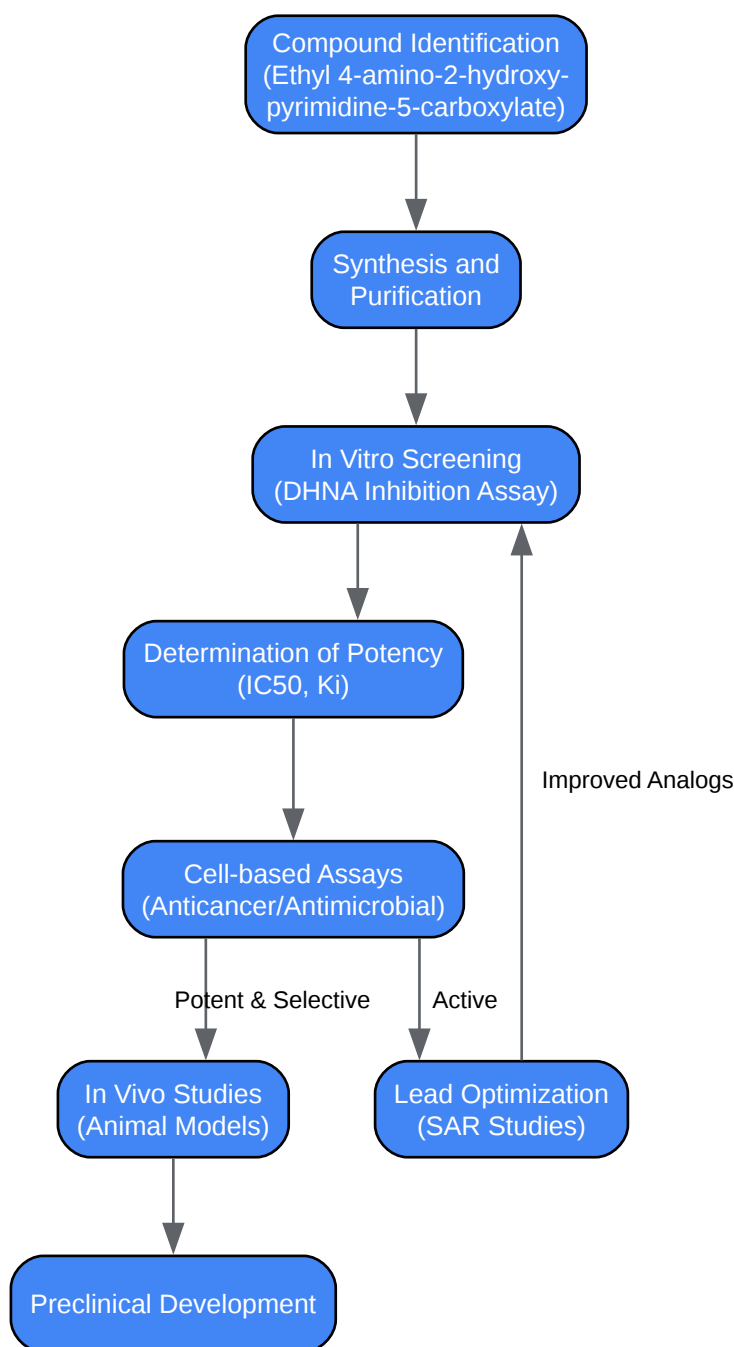 Compound Identification
(Ethyl 4-amino-2-hydroxy-
pyrimidine-5-carboxylate)
Synthesis and
Purification
In Vitro Screening
(DHNA Inhibition Assay)
Determination of Potency
(IC50, Ki)
Improved Analogs
Cell-based Assays
(Anticancer/Antimicrobial)
Potent & Selective
Active
In Vivo Studies
(Animal Models)
Lead Optimization
(SAR Studies)
Preclinical Development